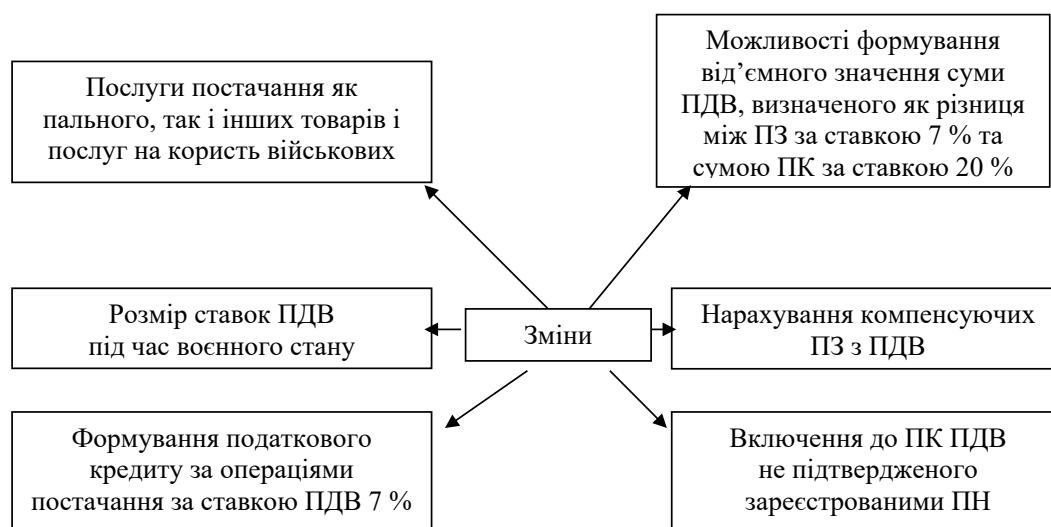 Послуги постачання як
пального, так і інших товарів і
послуг на користь військових
Можливості формування
від’ємного значення суми
ПДВ, визначеного як різниця
між ПЗ за ставкою 7 % та
сумою ПК за ставкою 20 %
Розмір ставок ПДВ
під час воєнного стану
Зміни
Нарахування компенсуючих
ПЗ з ПДВ
Формування податкового
кредиту за операціями
постачання за ставкою ПДВ 7 %
Включення до ПК ПДВ
не підтвердженого
зареєстрованими ПН